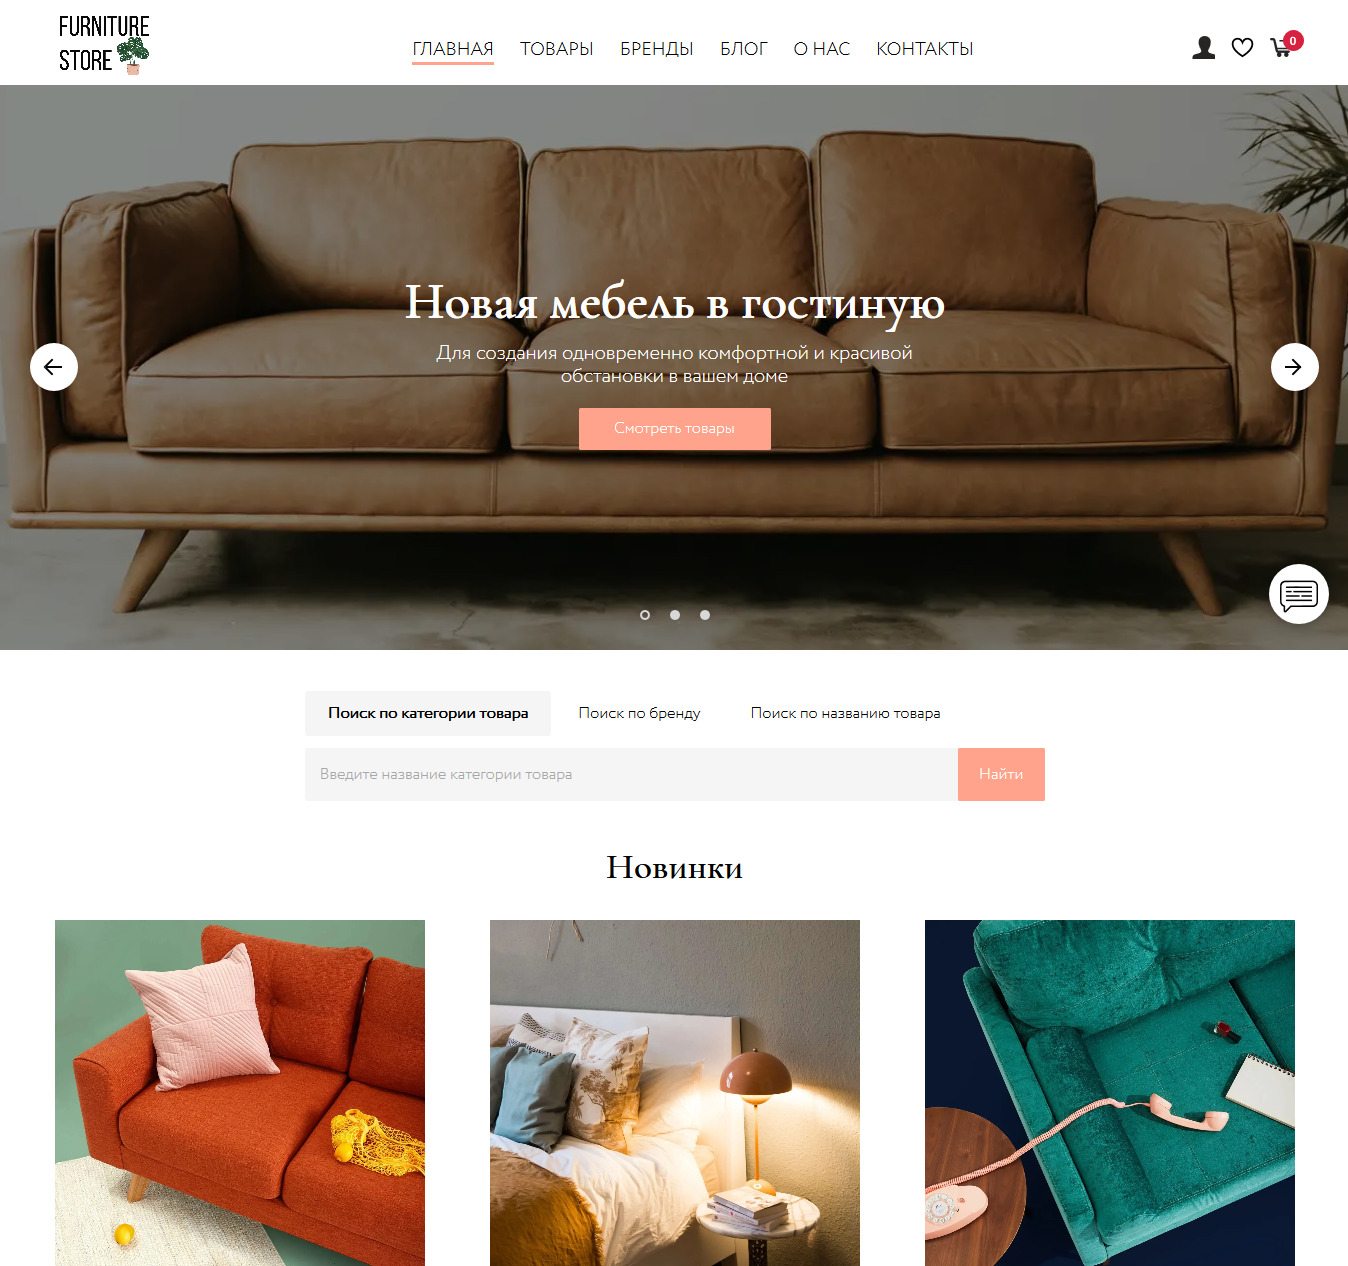 FURNITURE
STORE
ГЛАВНАЯ ТОВАРЫ БРЕНДЫ БЛОГ О НАС КОНТАКТЫ
0
Новая мебель в гостиную
Для создания одновременно комфортной и красивой
обстановки в вашем доме
Смотреть товары
Поиск по категории товара Поиск по бренду Поиск по названию товара
Введите название категории товара Найти
Новинки